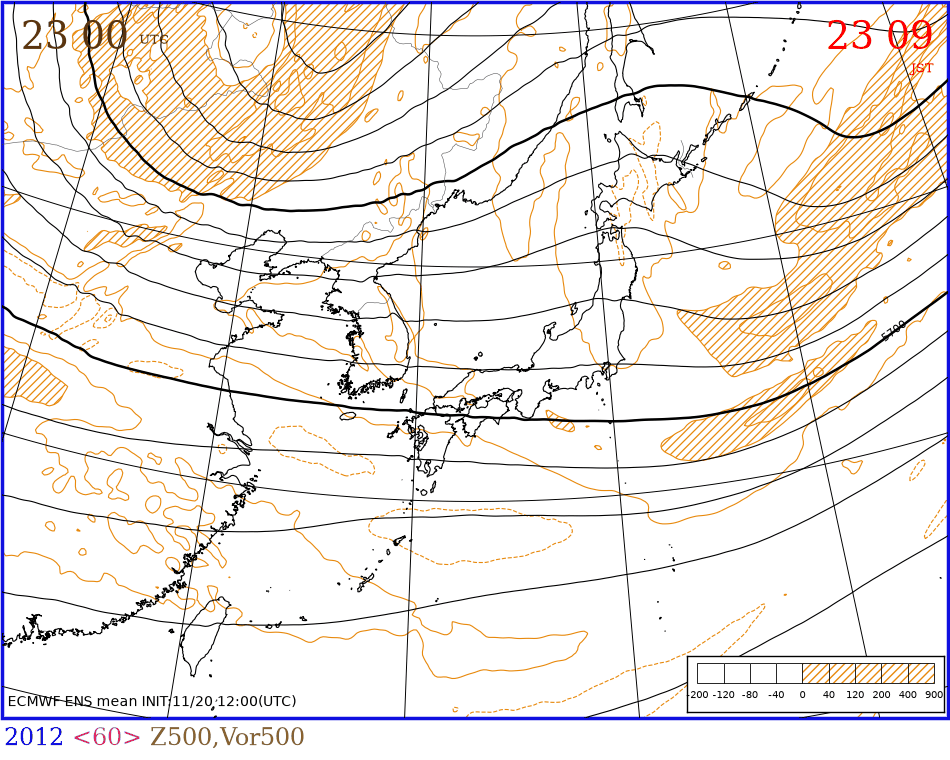 23 00 UTC
23 09
JST
5700
-200 -120 -80 -40 0 40 120 200 400 900
ECMWF ENS mean INIT:11/20 12:00(UTC)
2012 <60> Z500,Vor500